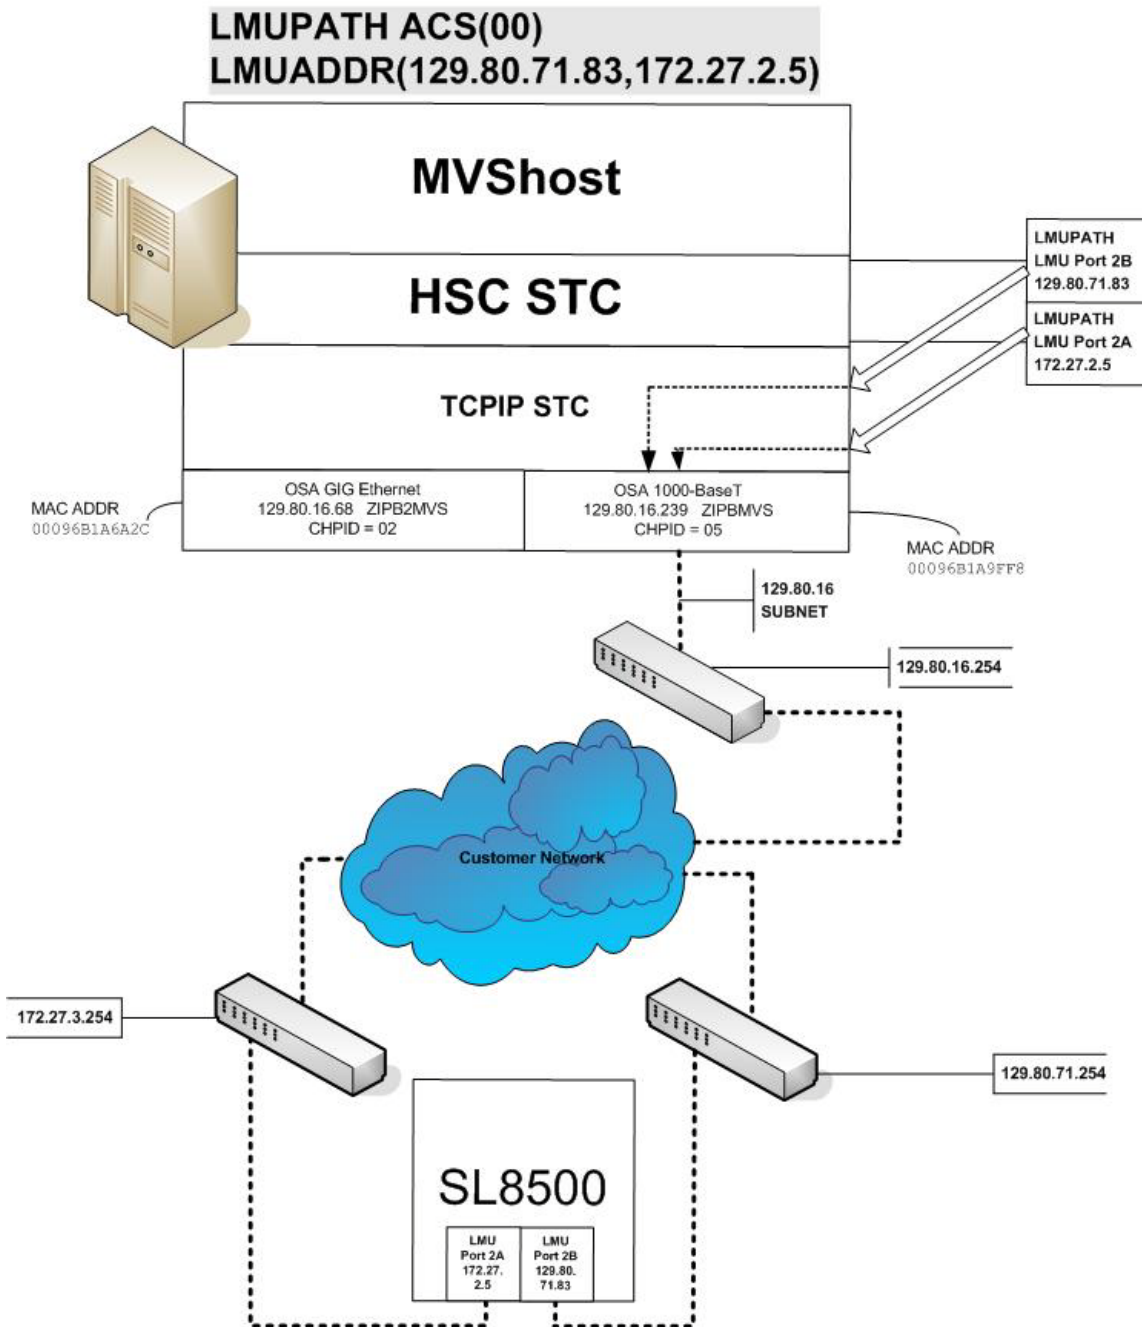 LMUPATH ACS(00)
LMUADDR(129.80.71.83,172.27.2.5)
MVShost
HSC STC
TCPIP STC
LMUPATH
LMU Port 2B
129.80.71.83
LMUPATH
LMU Port 2A
172.27.2.5
MAC ADDR
00096B1A6A2C
OSA GIG Ethernet
129.80.16.68 ZIPB2MVS
CHPID = 02
OSA 1000-BaseT
129.80.16.239 ZIPBMVS
CHPID = 05
MAC ADDR
00096B1A9FF8
129.80.16
SUBNET
129.80.16.254
Customer Network
172.27.3.254
129.80.71.254
SL8500
LMU
Port 2A
172.27.
2.5
LMU
Port 2B
129.80.
71.83